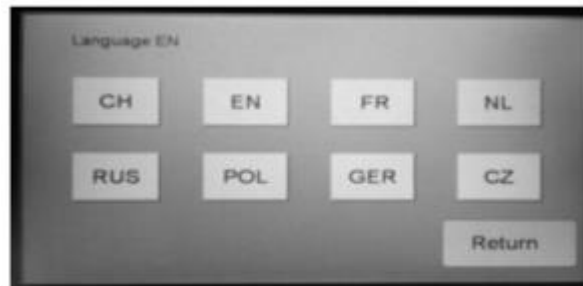 Language EN
CH EN FR NL
RUS POL GER CZ
Return